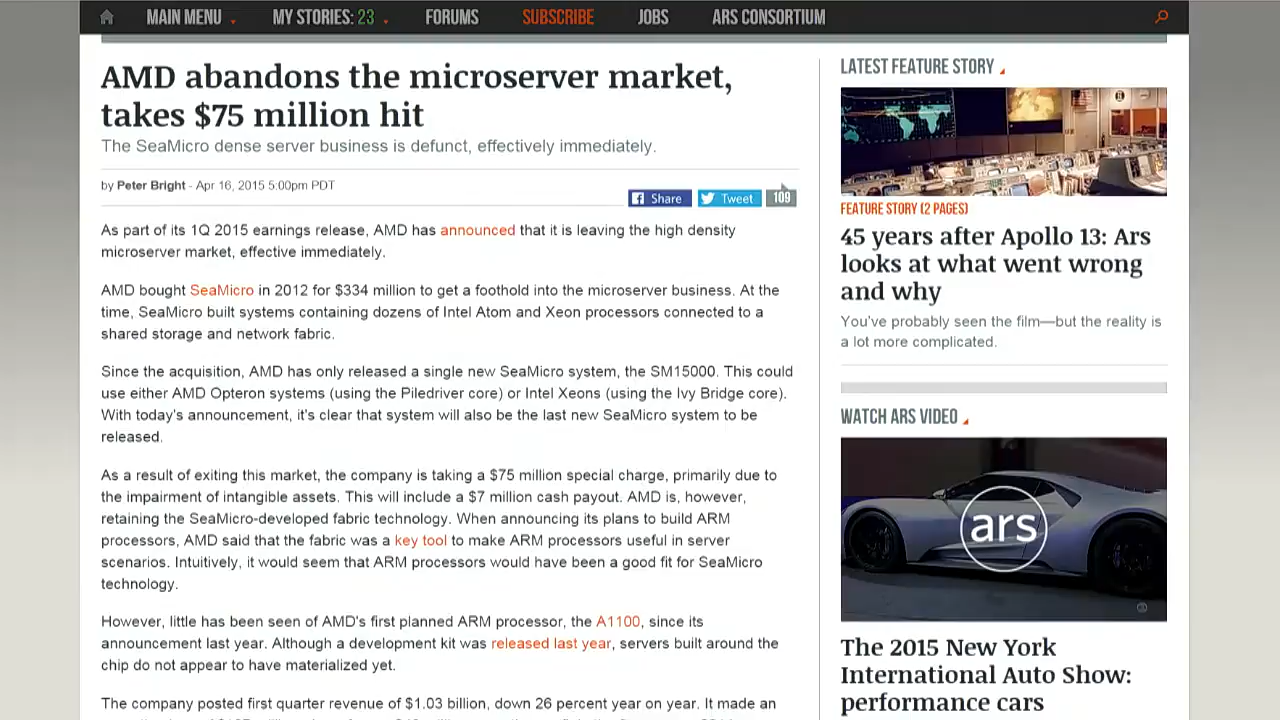 MAIN MENU
MY STORIES: 23
FORUMS
SUBSCRIBE
JOBS
ARS CONSORTIUM
AMD abandons the microserver market,
takes $75 million hit
The SeaMicro dense server business is defunct, effectively immediately.
by Peter Bright - Apr 16, 2015 5:00pm PDT
Share
Tweet
109
As part of its 1Q 2015 earnings release, AMD has announced that it is leaving the high density
microserver market, effective immediately.
AMD bought SeaMicro in 2012 for $334 million to get a foothold into the microserver business. At the
time, SeaMicro built systems containing dozens of Intel Atom and Xeon processors connected to a
shared storage and network fabric.
Since the acquisition, AMD has only released a single new SeaMicro system, the SM15000. This could
use either AMD Opteron systems (using the Piledriver core) or Intel Xeons (using the Ivy Bridge core).
With today's announcement, it's clear that system will also be the last new SeaMicro system to be
released.
As a result of exiting this market, the company is taking a $75 million special charge, primarily due to
the impairment of intangible assets. This will include a $7 million cash payout. AMD is, however,
retaining the SeaMicro-developed fabric technology. When announcing its plans to build ARM
processors, AMD said that the fabric was a key tool to make ARM processors useful in server
scenarios. Intuitively, it would seem that ARM processors would have been a good fit for SeaMicro
technology.
However, little has been seen of AMD's first planned ARM processor, the A1100, since its
announcement last year. Although a development kit was released last year, servers built around the
chip do not appear to have materialized yet.
The company posted first quarter revenue of $1.03 billion, down 26 percent year on year. It made an
LATEST FEATURE STORY
FEATURE STORY (2 PAGES)
45 years after Apollo 13: Ars
looks at what went wrong
and why
You've probably seen the film—but the reality is
a lot more complicated.
WATCH ARS VIDEO
ars
The 2015 New York
International Auto Show:
performance cars